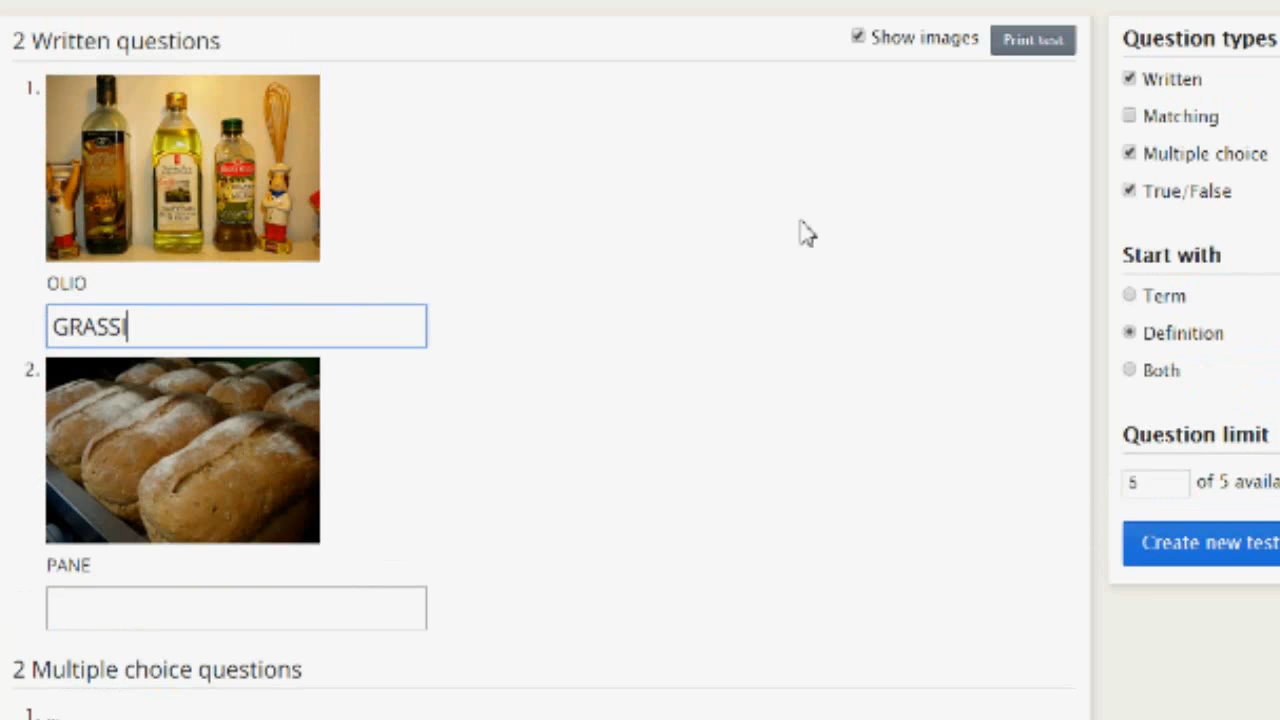 2 Written questions
Show images
Print test
1.
OLIO
GRASSI
2.
PANE
2 Multiple choice questions
1.
Question types
Written
Matching
Multiple choice
True/False
Start with
Term
Definition
Both
Question limit
5 of 5 availa
Create new test